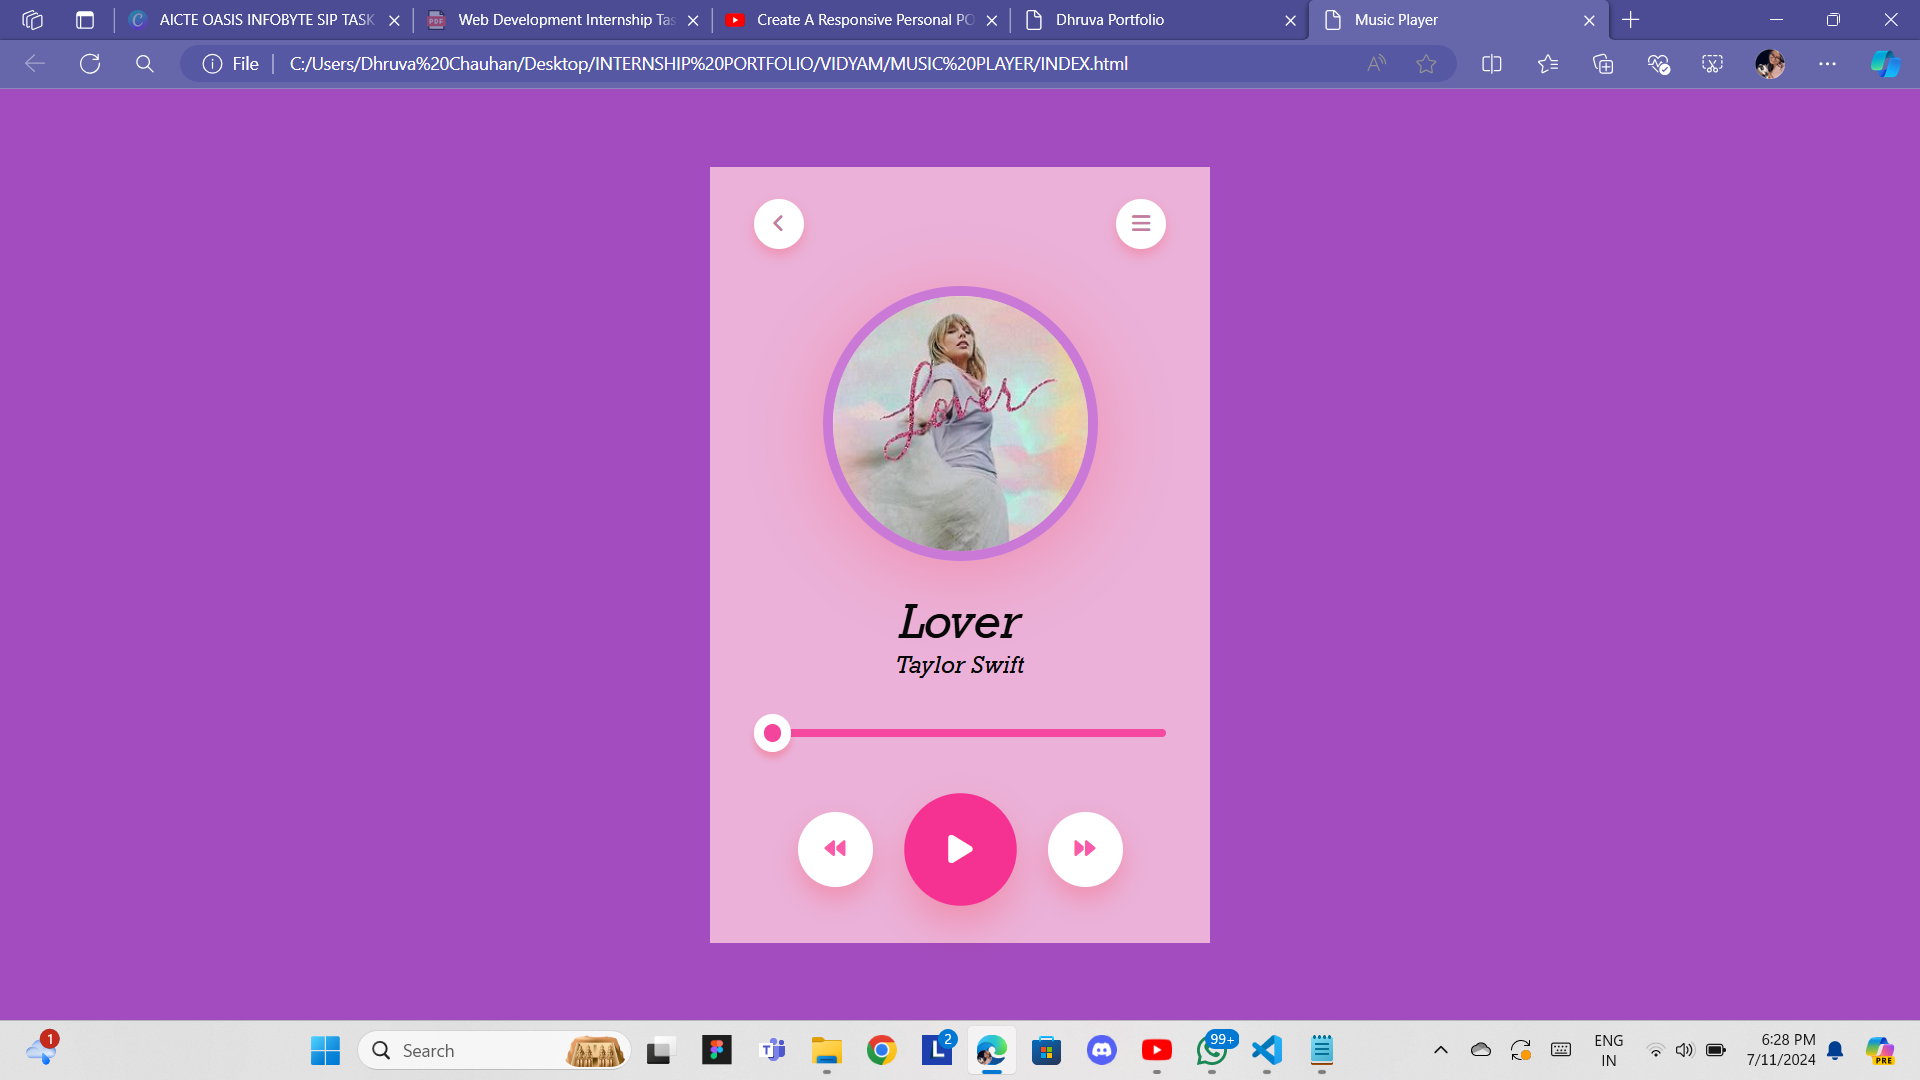 AICTE OASIS INFOBYTE SIP TASK
Web Development Internship Tas
Create A Responsive Personal PO
Dhruva Portfolio
Music Player
File
C:/Users/Dhruva%20Chauhan/Desktop/INTERNSHIP%20PORTFOLIO/VIDYAM/MUSIC%20PLAYER/INDEX.html
Lover
Lover
Taylor Swift
1
Search
2
99+
ENG
IN
6:28 PM
7/11/2024
PRE